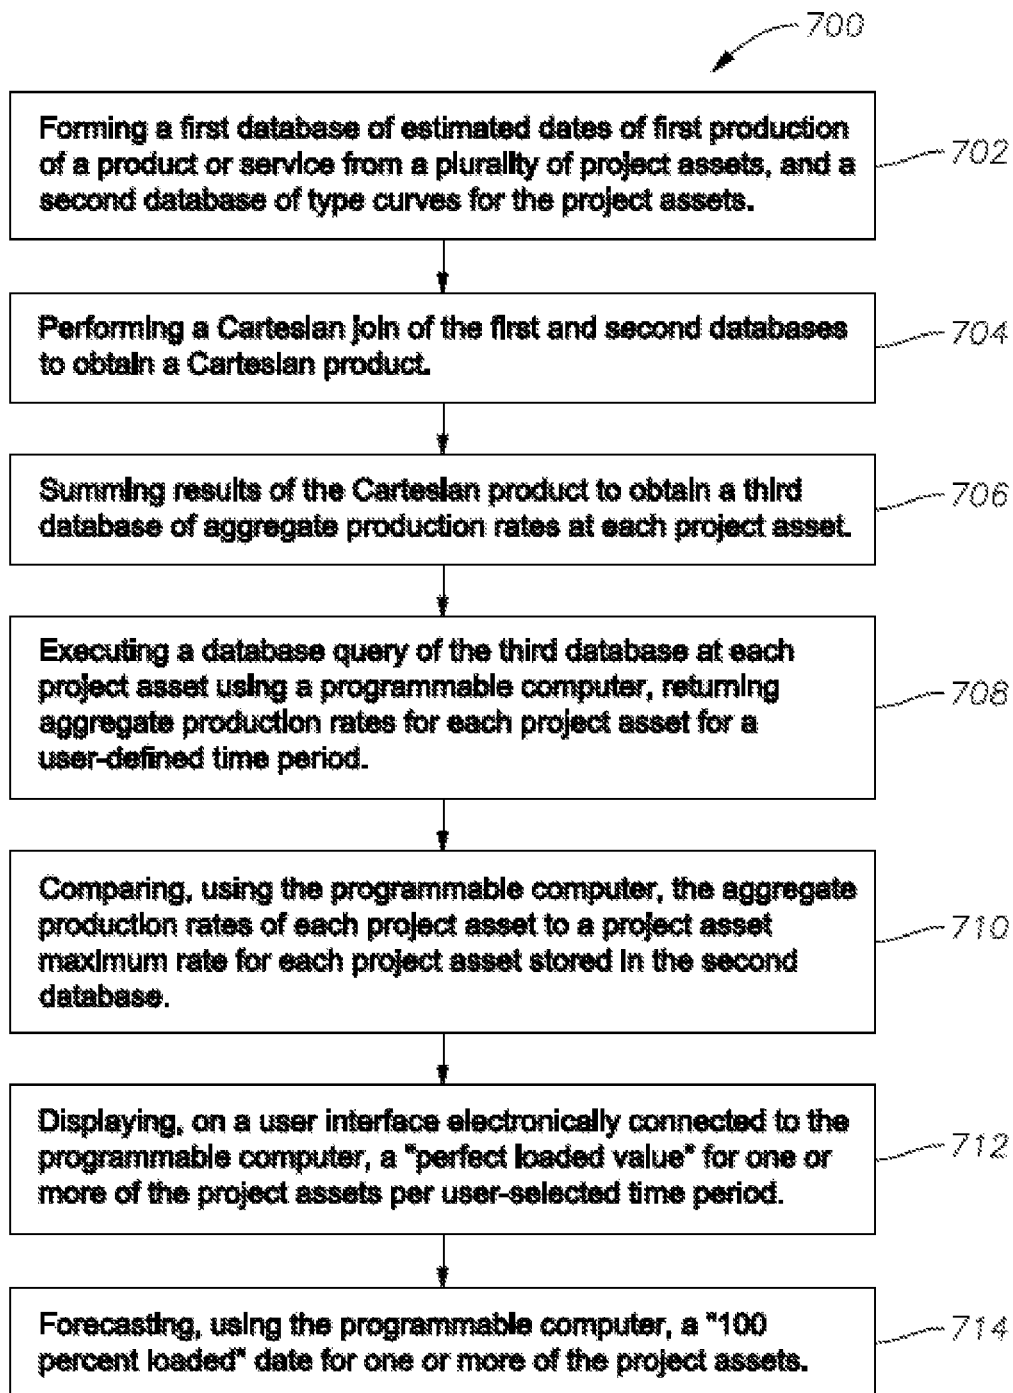 700
Forming a first database of estimated dates of first production
of a product or service from a plurality of project assets, and a
second database of type curves for the project assets.
702
Performing a Cartesian join of the first and second databases
to obtain a Cartesian product.
704
Summing results of the Cartesian product to obtain a third
database of aggregate production rates at each project asset.
706
Executing a database query of the third database at each
project asset using a programmable computer, returning
aggregate production rates for each project asset for a
user-defined time period.
708
Comparing, using the programmable computer, the aggregate
production rates of each project asset to a project asset
maximum rate for each project asset stored in the second
database.
710
Displaying, on a user interface electronically connected to the
programmable computer, a "perfect loaded value" for one or
more of the project assets per user-selected time period.
712
Forecasting, using the programmable computer, a "100
percent loaded" date for one or more of the project assets.
714